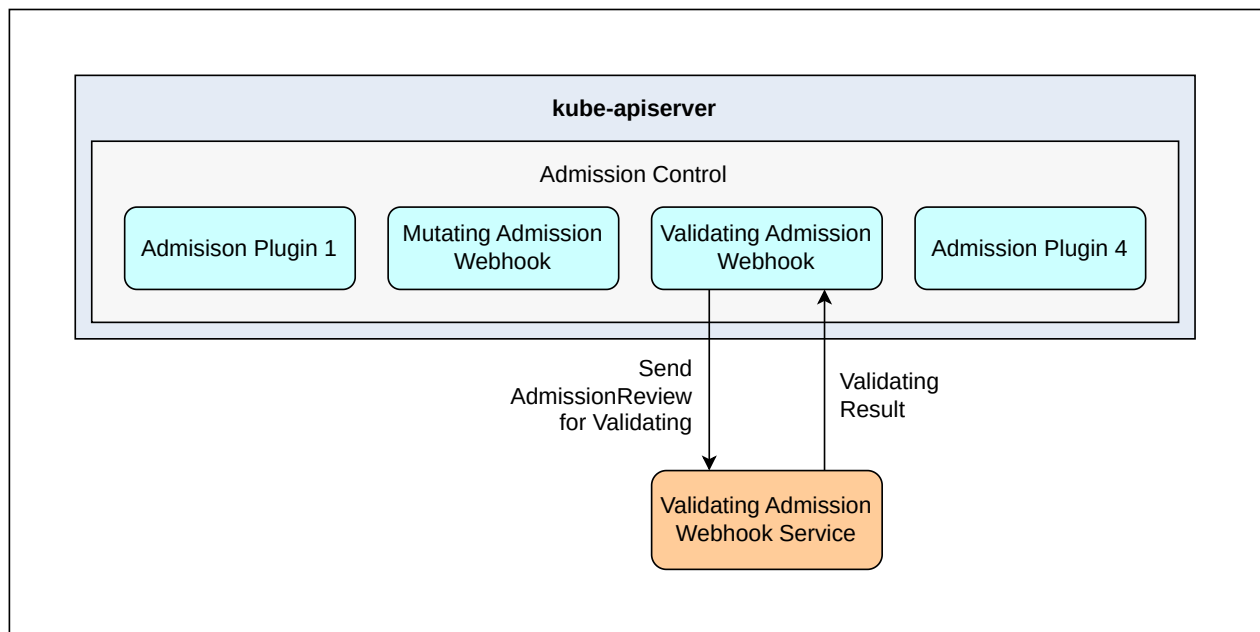 kube-apiserver
Admission Control
Admisison Plugin 1
Mutating Admission
Webhook
Validating Admission
Webhook
Admission Plugin 4
Send
AdmissionReview
for Validating
Validating
Result
Validating Admission
Webhook Service